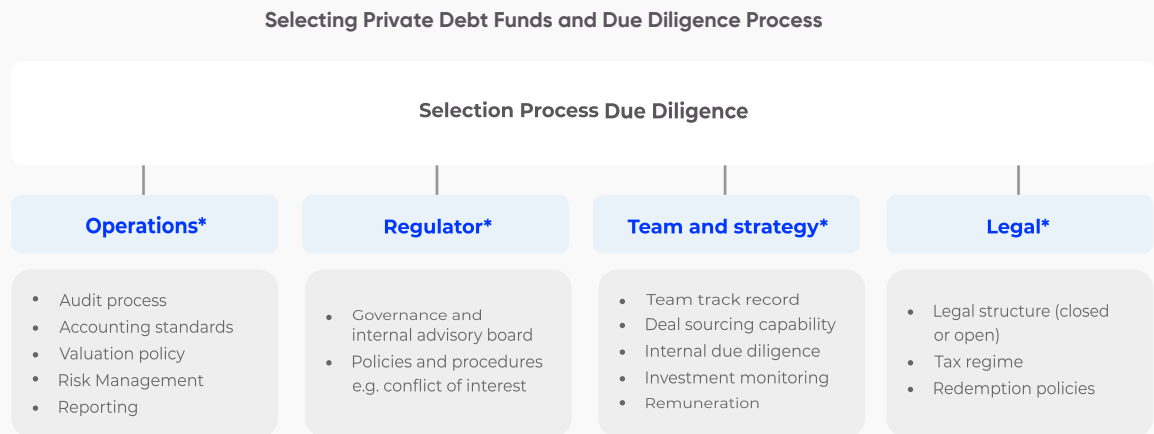 Selecting Private Debt Funds and Due Diligence Process
Selection Process Due Diligence
Operations*
• Audit process
• Accounting standards
• Valuation policy
• Risk Management
• Reporting
Regulator*
• Governance and
internal advisory board
• Policies and procedures
e.g. conflict of interest
Team and strategy*
• Team track record
• Deal sourcing capability
• Internal due diligence
• Investment monitoring
• Remuneration
Legal*
• Legal structure (closed
or open)
• Tax regime
• Redemption policies